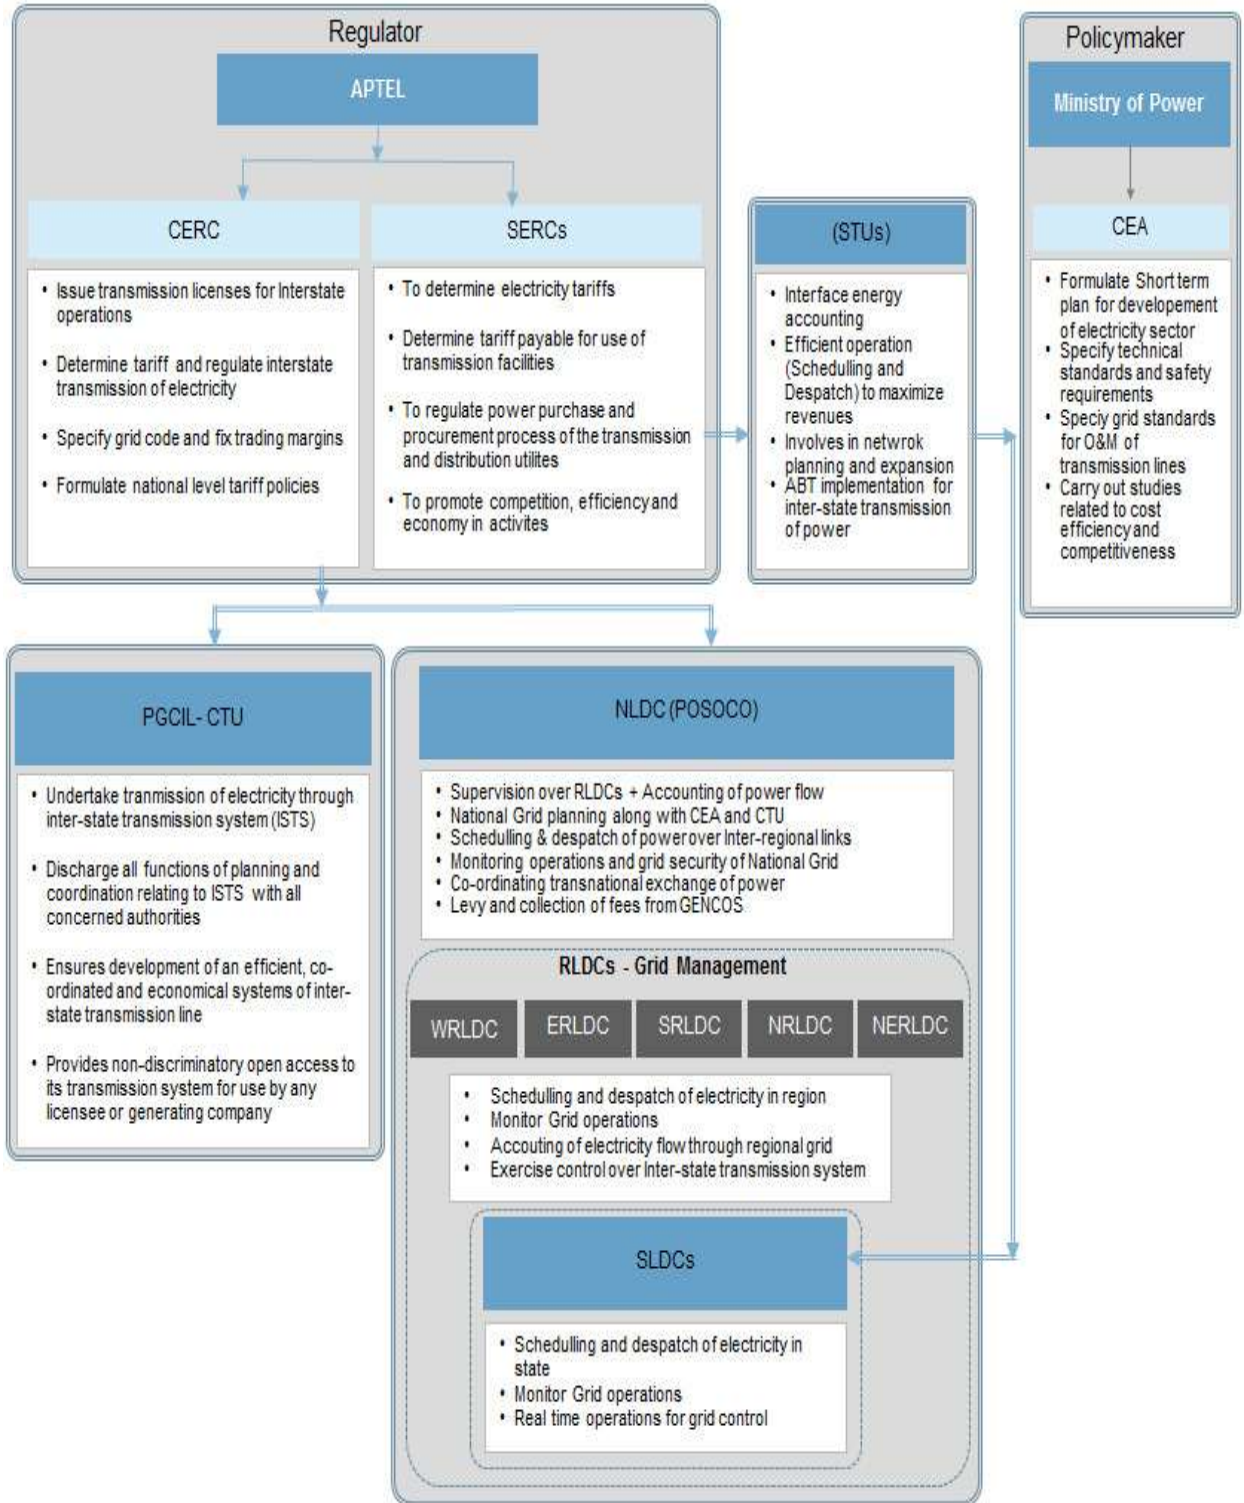 Regulator
APTEL
CERC
• Issue transmission licenses for Interstate
operations
• Determine tariff and regulate interstate
transmission of electricity
• Specify grid code and fix trading margins
• Formulate national level tariff policies
SERCs
• To determine electricity tariffs
• Determine tariff payable for use of
transmission facilities
• To regulate power purchase and
procurement process of the transmission
and distribution utilites
• To promote competition, efficiency and
economy in activites
(STUs)
• Interface energy
accounting
• Efficient operation
(Schedulling and
Despatch) to maximize
revenues
• Involves in netwrok
planning and expansion
• ABT implementation for
inter-state transmission
of power
Policymaker
Ministry of Power
CEA
• Formulate Short term
plan for developement
of electricity sector
• Specify technical
standards and safety
requirements
• Speciy grid standards
for O&M of
transmission lines
• Carry out studies
related to cost
efficiency and
competitiveness
PGCIL- CTU
• Undertake tranmission of electricity through
inter-state transmission system (ISTS)
• Discharge all functions of planning and
coordination relating to ISTS with all
concerned authorities
• Ensures development of an efficient, co-
ordinated and economical systems of inter-
state transmission line
• Provides non-discriminatory open access to
its transmission system for use by any
licensee or generating company
NLDC (POSOCO)
• Supervision over RLDCs + Accounting of power flow
• National Grid planning along with CEA and CTU
• Schedulling & despatch of power over Inter-regional links
• Monitoring operations and grid security of National Grid
• Co-ordinating transnational exchange of power
• Levy and collection of fees from GENCOS
RLDCs - Grid Management
WRLDC
ERLDC
SRLDC
NRLDC
NERLDC
• Schedulling and despatch of electricity in region
• Monitor Grid operations
• Accouting of electricity flow through regional grid
• Exercise control over Inter-state transmission system
SLDCs
• Schedulling and despatch of electricity in
state
• Monitor Grid operations
• Real time operations for grid control